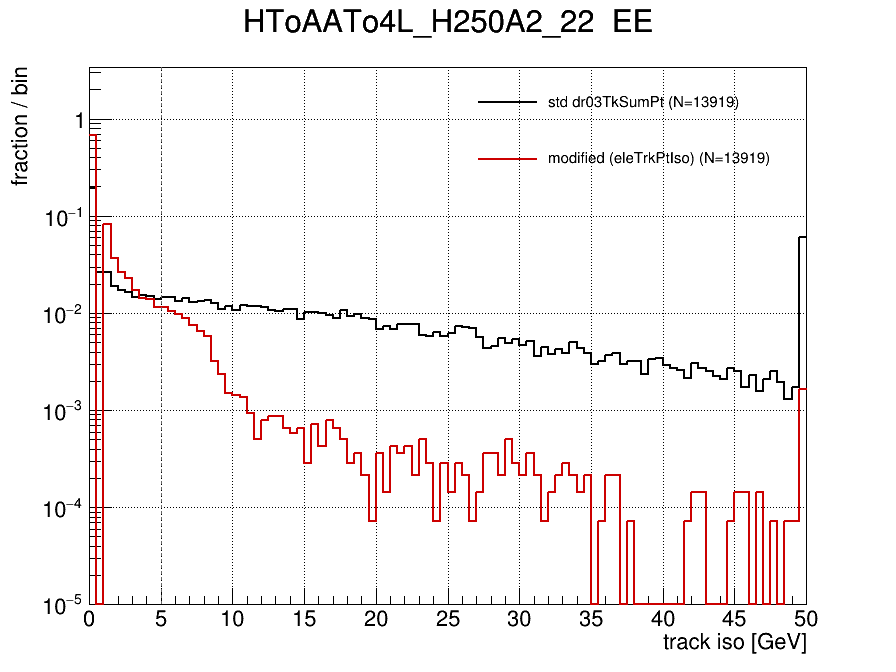 HToAATo4L_H250A2_22 EE
fraction / bin
std dr03TkSumPt (N=13919)
modified (eleTrkPtIso) (N=13919)
1
10−1
10−2
10−3
10−4
10−5
0 5 10 15 20 25 30 35 40 45 50
track iso [GeV]